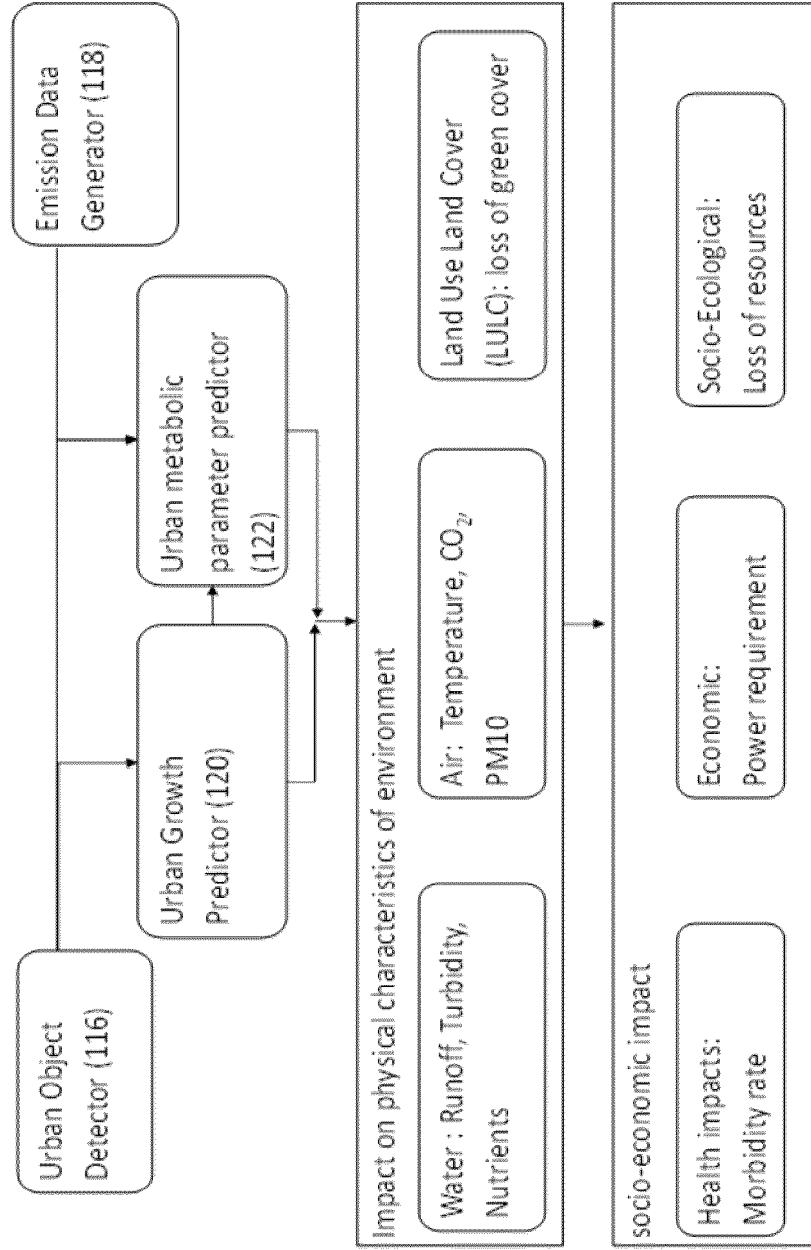 Urban Object
Detector (116)
Emission Data
Generator (118)
Urban Growth
Predictor (120)
Urban metabolic
parameter predictor
(122)
Impact on physical characteristics of environment
Water : Runoff, Turbidity,
Nutrients
Air: Temperature, CO₂,
PM10
Land Use Land Cover
(LULC): loss of green cover
socio-economic impact
Health impacts:
Morbidity rate
Economic:
Power requirement
Socio-Ecological:
Loss of resources